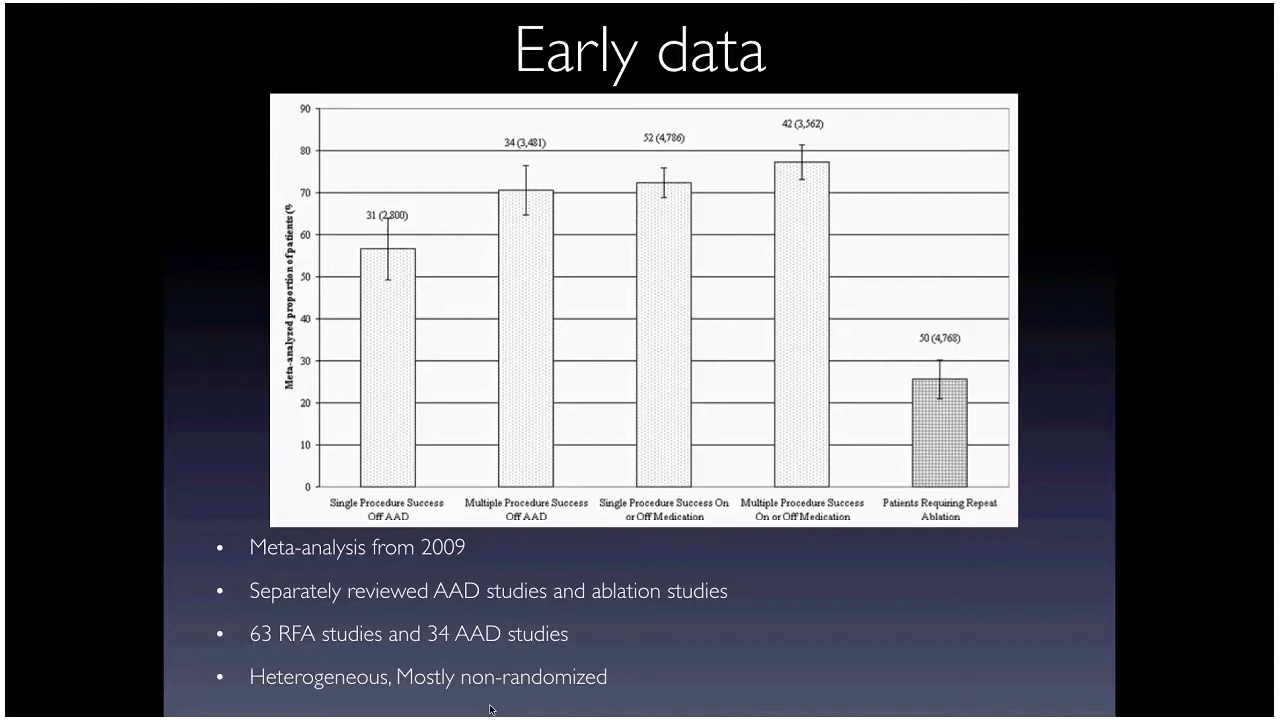 Early data
90
80
70
60
50
40
30
20
10
0
Meta-analyzed proportion of patients (%
31 (2,800)
34 (3,481)
52 (4,786)
42 (3,562)
50 (4,768)
Single Procedure Success
Off AAD
Multiple Procedure Success
Off AAD
Single Procedure Success On
or Off Medication
Multiple Procedure Success
On or Off Medication
Patients Requiring Repeat
Ablation
• Meta-analysis from 2009
• Separately reviewed AAD studies and ablation studies
• 63 RFA studies and 34 AAD studies
• Heterogeneous, Mostly non-randomized